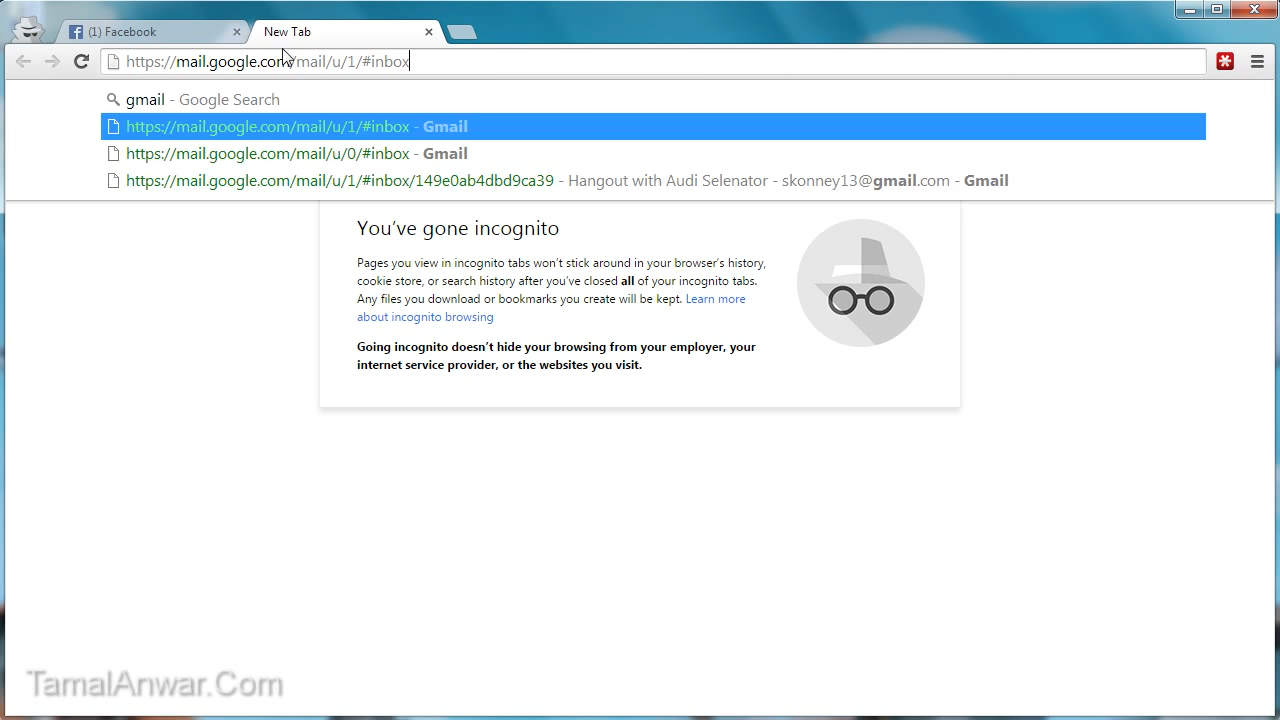 (1) Facebook
New Tab
https://mail.google.com/mail/u/1/#inbox
gmail - Google Search
https://mail.google.com/mail/u/1/#inbox - Gmail
https://mail.google.com/mail/u/0/#inbox - Gmail
https://mail.google.com/mail/u/1/#inbox/149e0ab4dbd9ca39 - Hangout with Audi Selenator - skonney13@gmail.com - Gmail
You've gone incognito
Pages you view in incognito tabs won't stick around in your browser's history,
cookie store, or search history after you've closed all of your incognito tabs.
Any files you download or bookmarks you create will be kept. Learn more
about incognito browsing
Going incognito doesn't hide your browsing from your employer, your
internet service provider, or the websites you visit.
TamalAnwar.Com